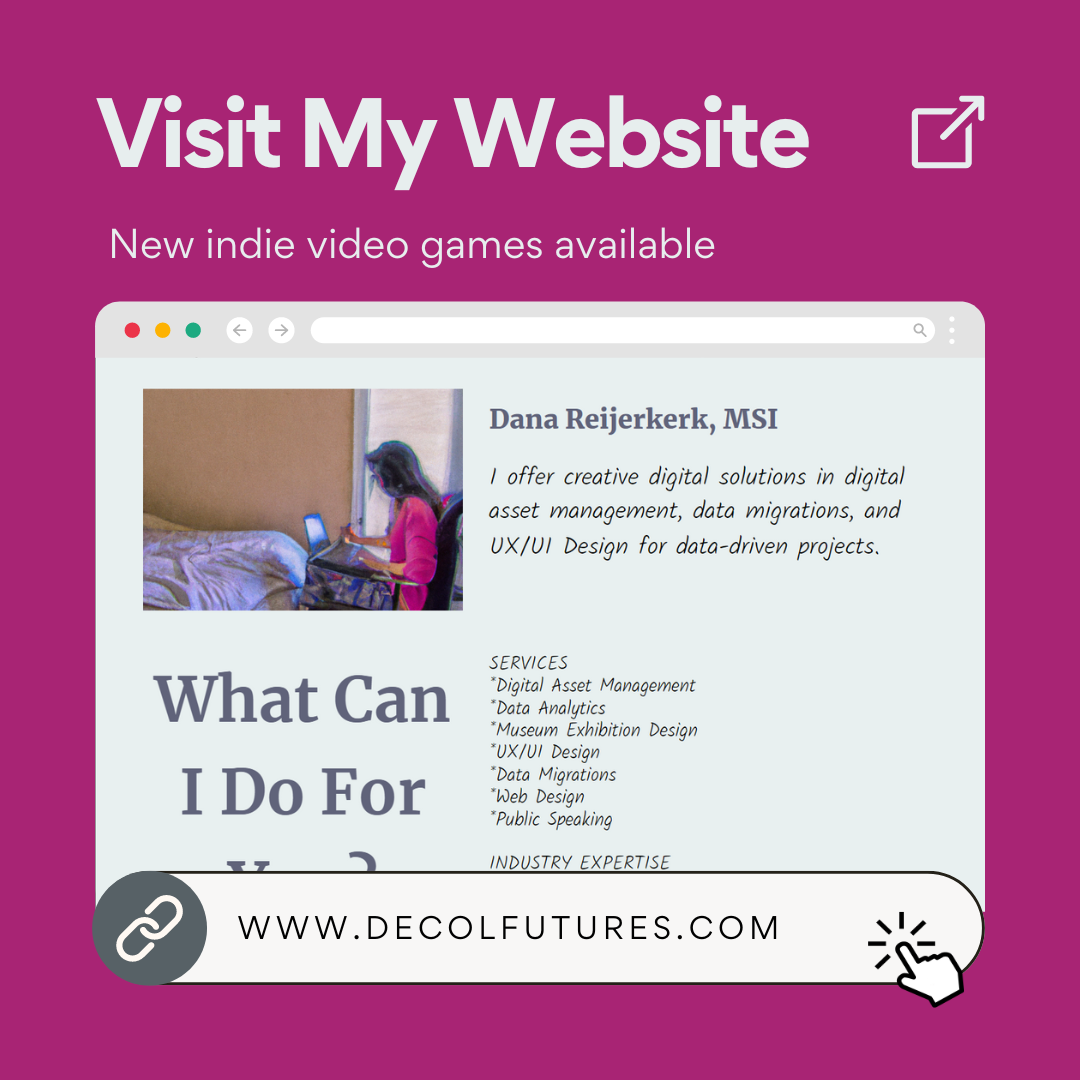 Visit My Website
New indie video games available
Dana Reijerkerk, MSI
I offer creative digital solutions in digital
asset management, data migrations, and
UX/UI Design for data-driven projects.
What Can
I Do For
You?
SERVICES
*Digital Asset Management
*Data Analytics
*Museum Exhibition Design
*UX/UI Design
*Data Migrations
*Web Design
*Public Speaking
INDUSTRY EXPERTISE
WWW.DECOLFUTURES.COM